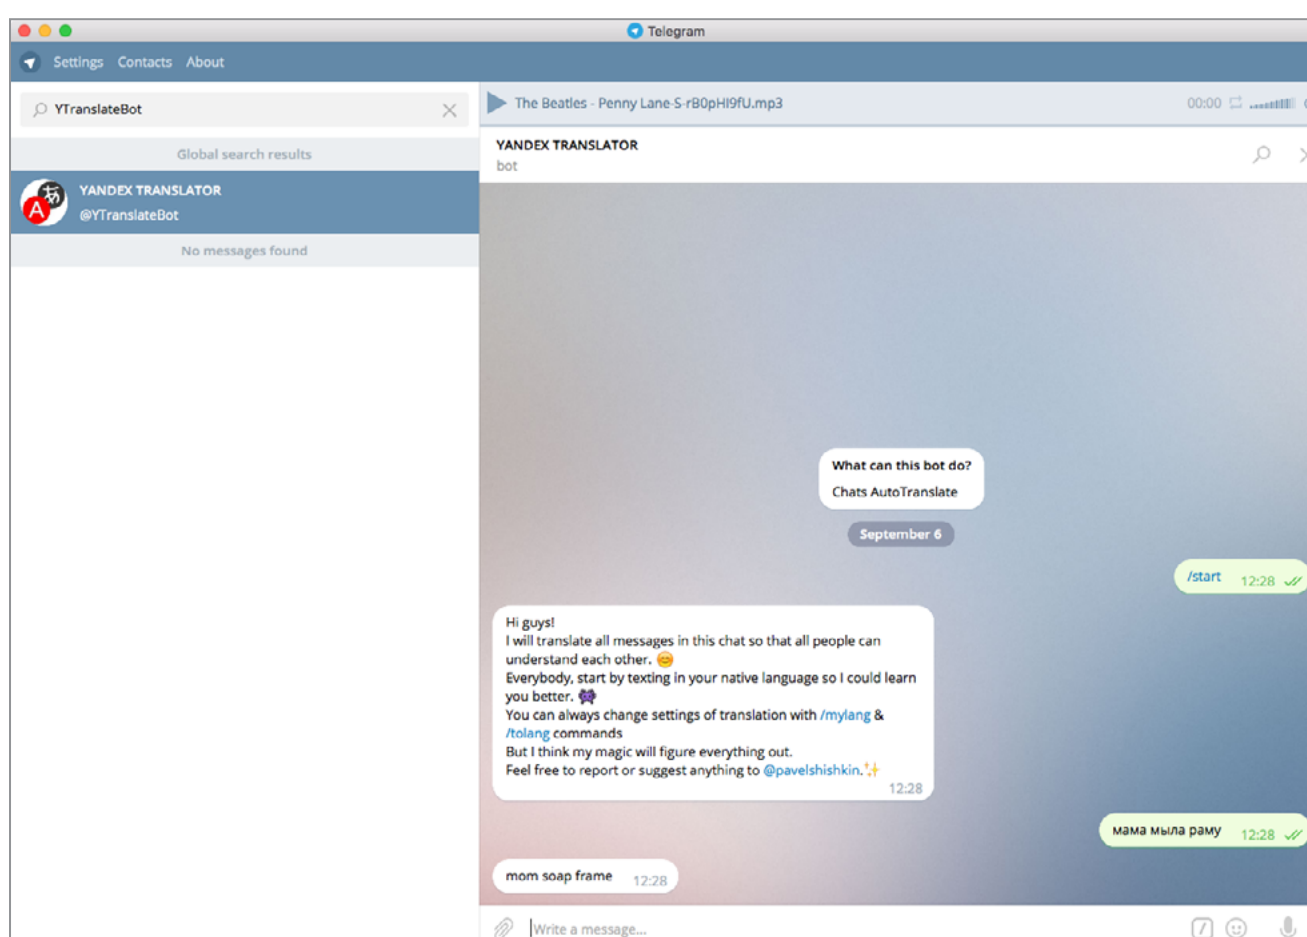 Telegram
Settings Contacts About
YTranslateBot
Global search results
YANDEX TRANSLATOR
@YTranslateBot
No messages found
The Beatles - Penny Lane-S-rB0pHI9fU.mp3
00:00
YANDEX TRANSLATOR
bot
What can this bot do?
Chats AutoTranslate
September 6
/start 12:28
Hi guys!
I will translate all messages in this chat so that all people can
understand each other. 😊
Everybody, start by texting in your native language so I could learn
you better. 👾
You can always change settings of translation with /mylang &
/tolang commands
But I think my magic will figure everything out.
Feel free to report or suggest anything to @pavelshishkin.✨
12:28
мама мыла раму 12:28
mom soap frame 12:28
Write a message...